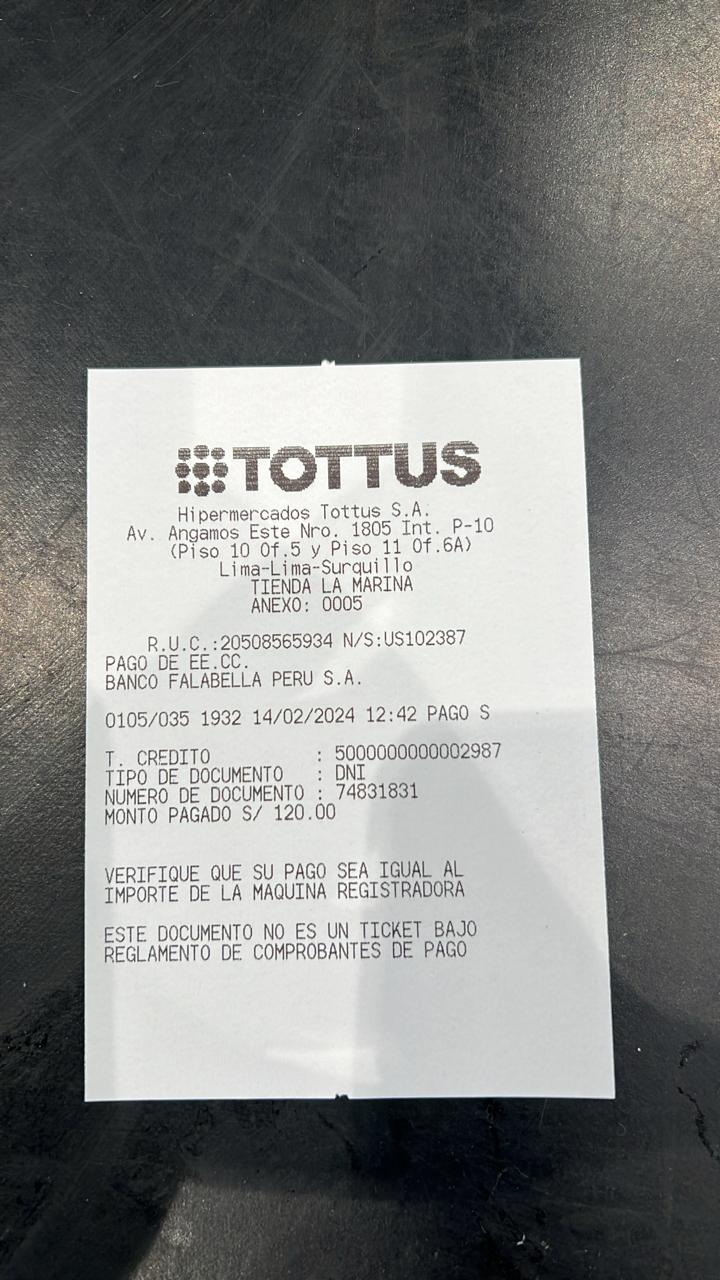 TOTTUS
Hipermercados Tottus S.A.
Av. Angamos Este Nro. 1805 Int. P-10
(Piso 10 Of.5 y Piso 11 Of.6A)
Lima-Lima-Surquillo
TIENDA LA MARINA
ANEXO: 0005
R.U.C.:20508565934 N/S:US102387
PAGO DE EE.CC.
BANCO FALABELLA PERU S.A.
0105/035 1932 14/02/2024 12:42 PAGO S
T. CREDITO : 5000000000002987
TIPO DE DOCUMENTO : DNI
NUMERO DE DOCUMENTO : 74831831
MONTO PAGADO S/ 120.00
VERIFIQUE QUE SU PAGO SEA IGUAL AL
IMPORTE DE LA MAQUINA REGISTRADORA
ESTE DOCUMENTO NO ES UN TICKET BAJO
REGLAMENTO DE COMPROBANTES DE PAGO